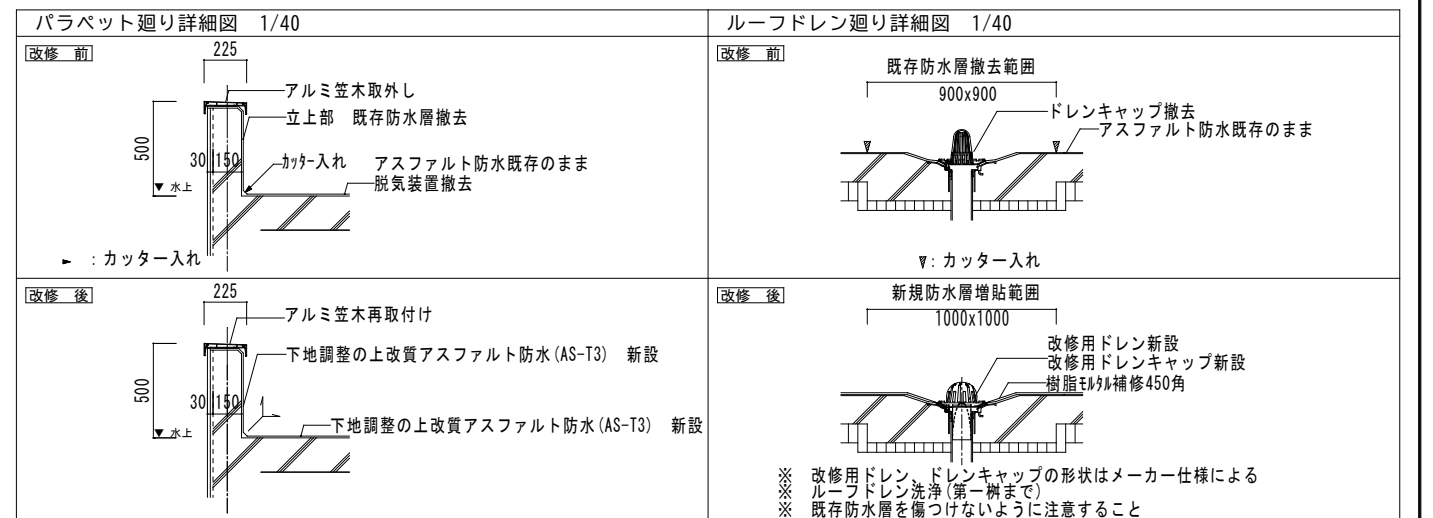 パラペット廻り詳細図 1/40
改修 前
225
アルミ笠木取外し
立上部 既存防水層撤去
500
30 150
カッター入れ
アスファルト防水既存のまま
脱気装置撤去
▼ 水上
► :カッター入れ
ルーフドレン廻り詳細図 1/40
改修 前
既存防水層撤去範囲
900x900
ドレンキャップ撤去
アスファルト防水既存のまま
▽:カッター入れ
改修 後
225
アルミ笠木再取付け
下地調整の上改質アスファルト防水(AS-T3) 新設
500
30 150
▼ 水上
下地調整の上改質アスファルト防水(AS-T3) 新設
改修 後
新規防水層増貼範囲
1000x1000
改修用ドレン新設
改修用ドレンキャップ新設
樹脂モルタル補修450角
※ 改修用ドレン、ドレンキャップの形状はメーカー仕様による
※ ルーフドレン洗浄(第一桝まで)
※ 既存防水層を傷つけないように注意すること